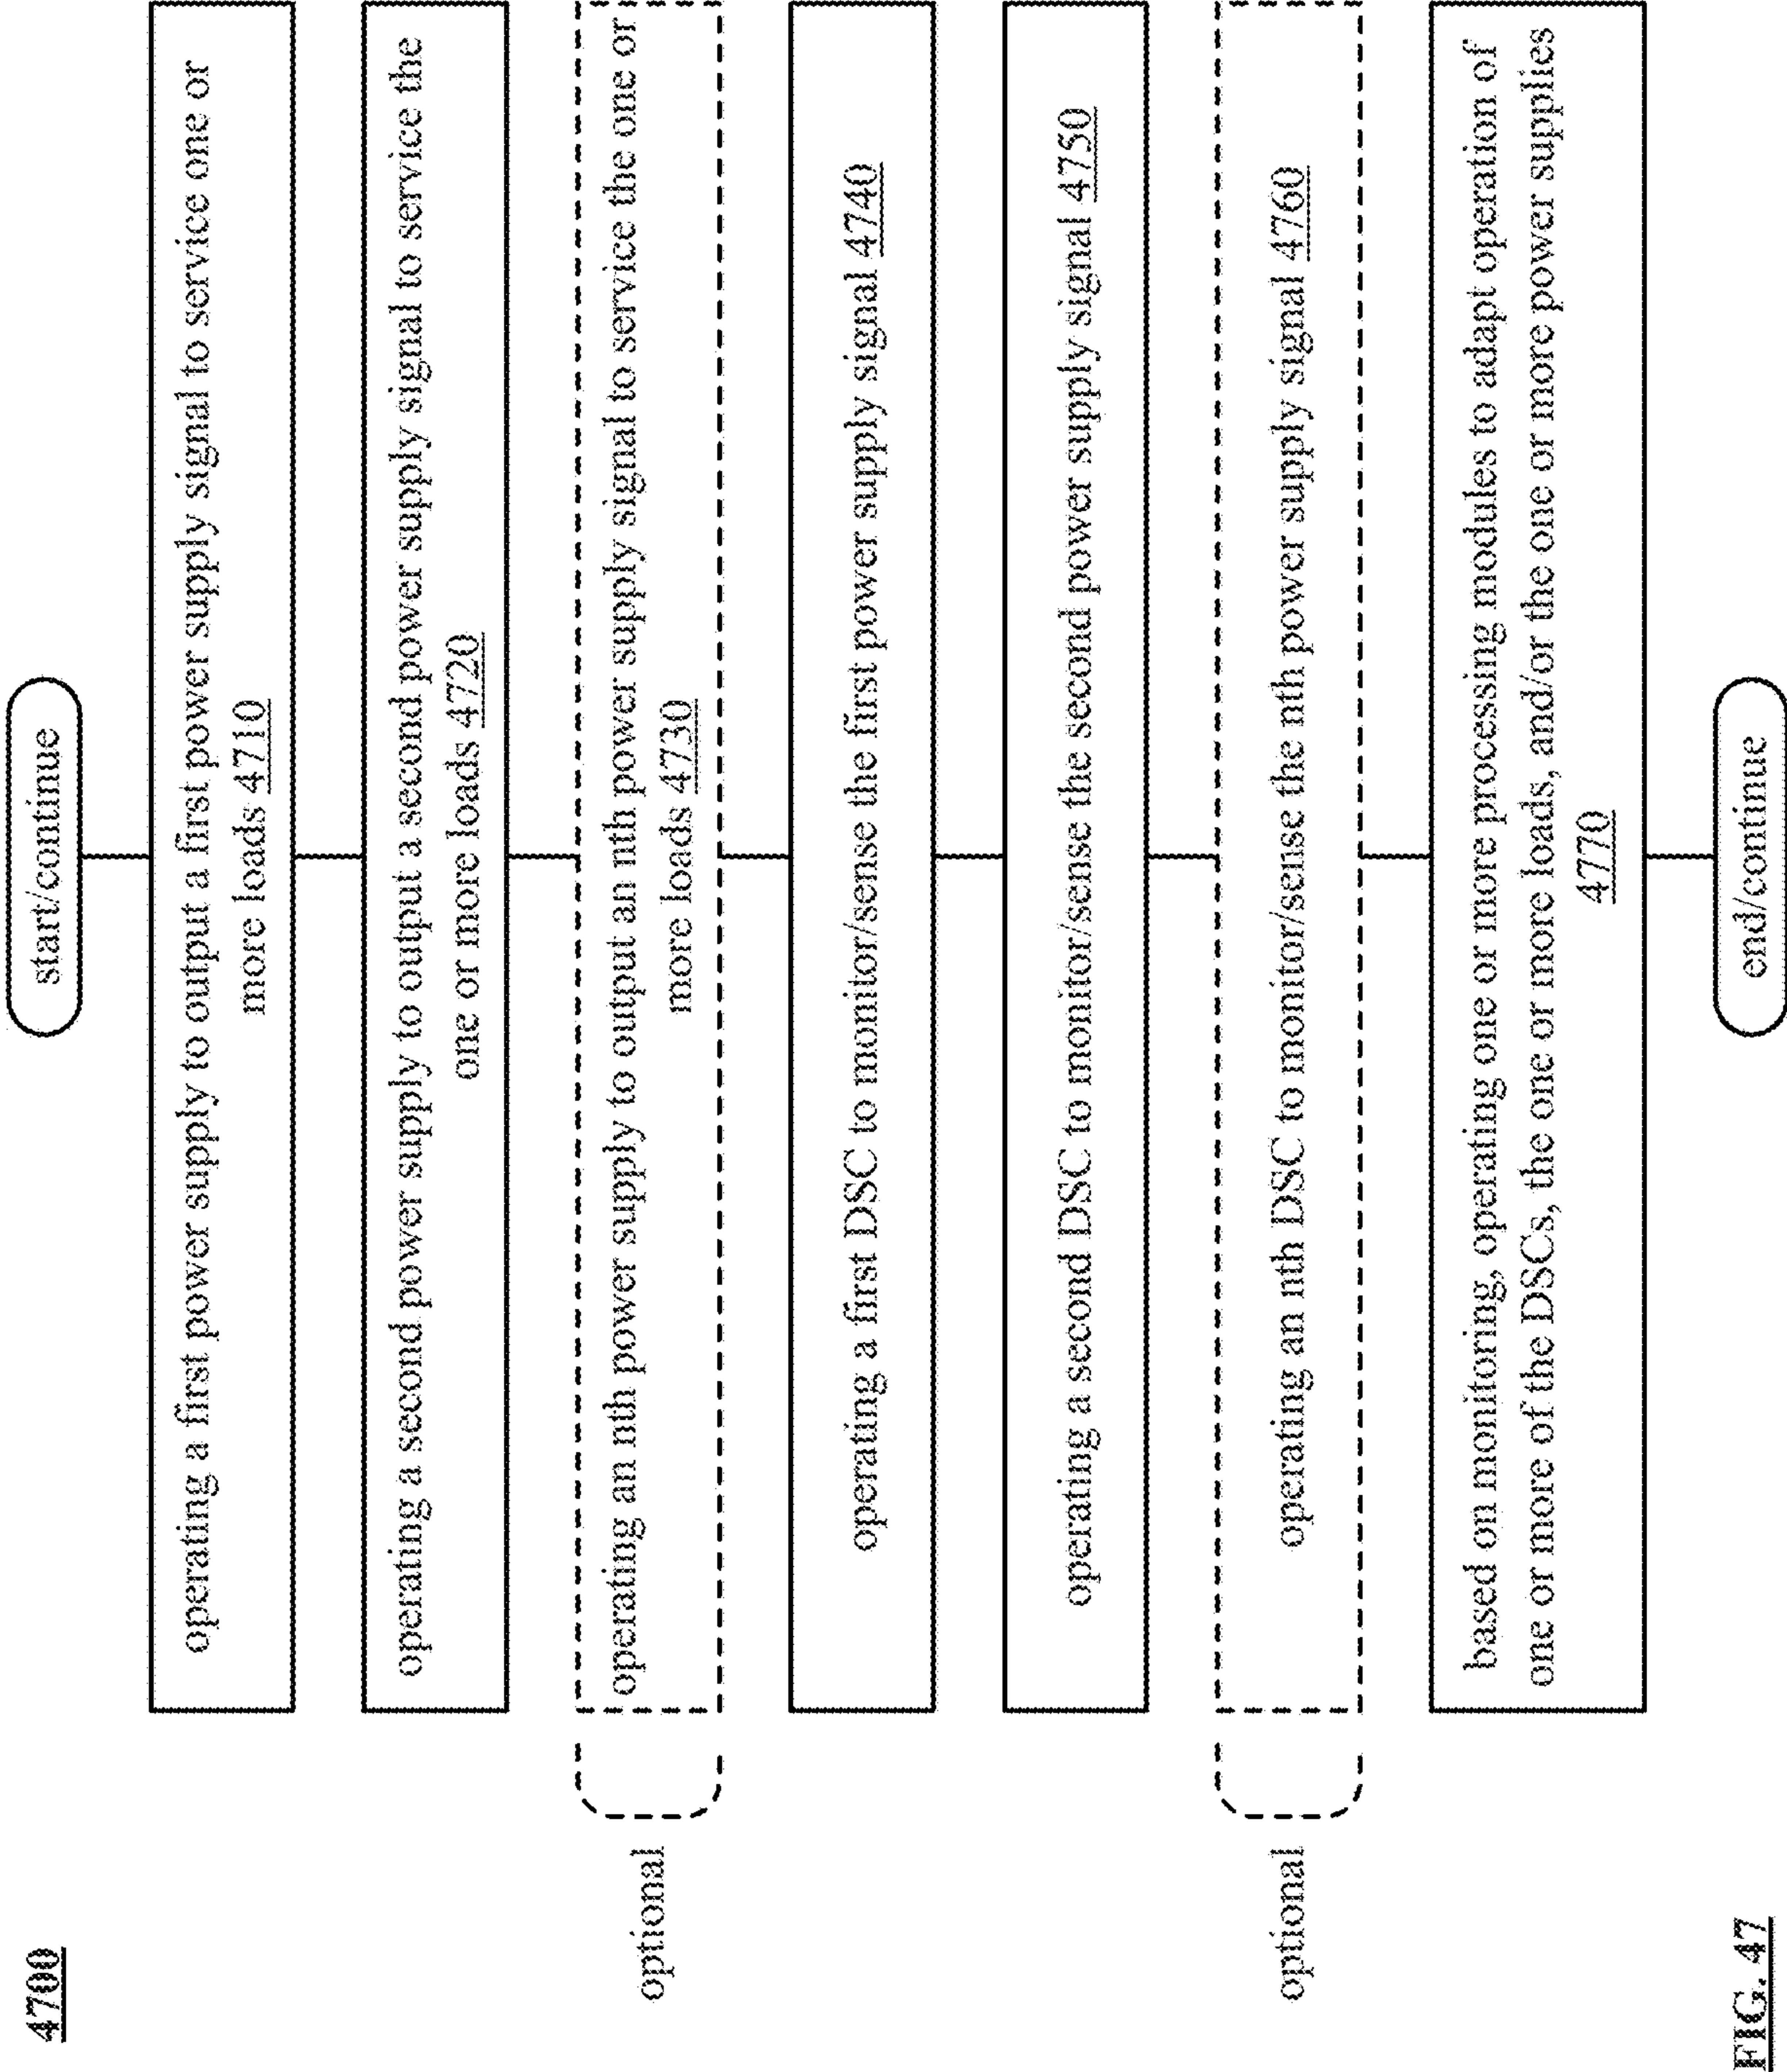 4700
start/continue
operating a first power supply to output a first power supply signal to service one or
more loads 4710
operating a second power supply to output a second power supply signal to service the
one or more loads 4720
optional
operating an nth power supply to output an nth power supply signal to service the one or
more loads 4730
operating a first DSC to monitor/sense the first power supply signal 4740
operating a second DSC to monitor/sense the second power supply signal 4750
optional
operating an nth DSC to monitor/sense the nth power supply signal 4760
based on monitoring, operating one or more processing modules to adapt operation of
one or more of the DSCs, the one or more loads, and/or the one or more power supplies
4770
end/continue
FIG. 47